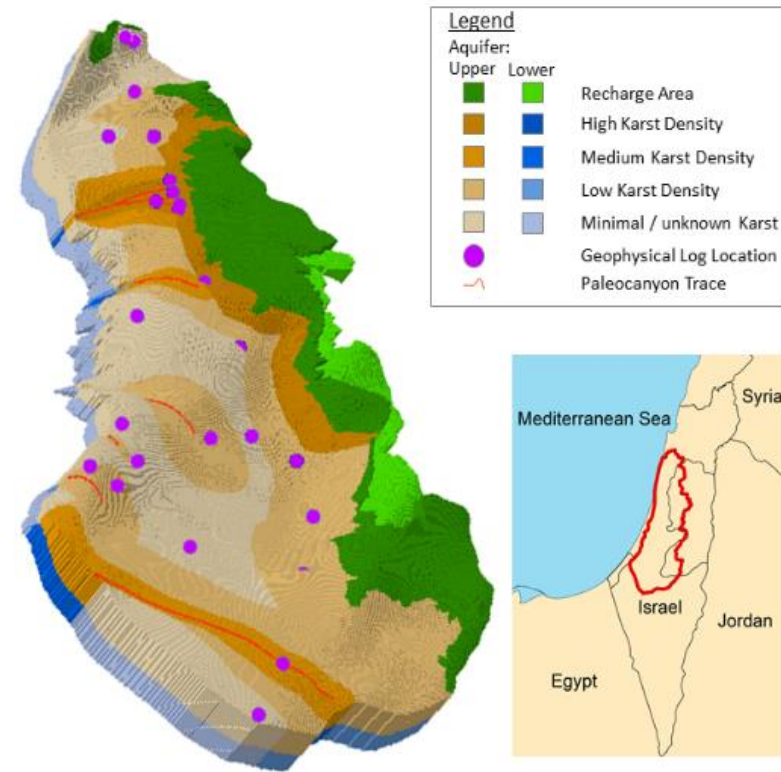 Legend
Aquifer:
Upper Lower
Recharge Area
High Karst Density
Medium Karst Density
Low Karst Density
Minimal / unknown Karst
Geophysical Log Location
Paleocanyon Trace
Syria
Mediterranean Sea
Israel
Jordan
Egypt